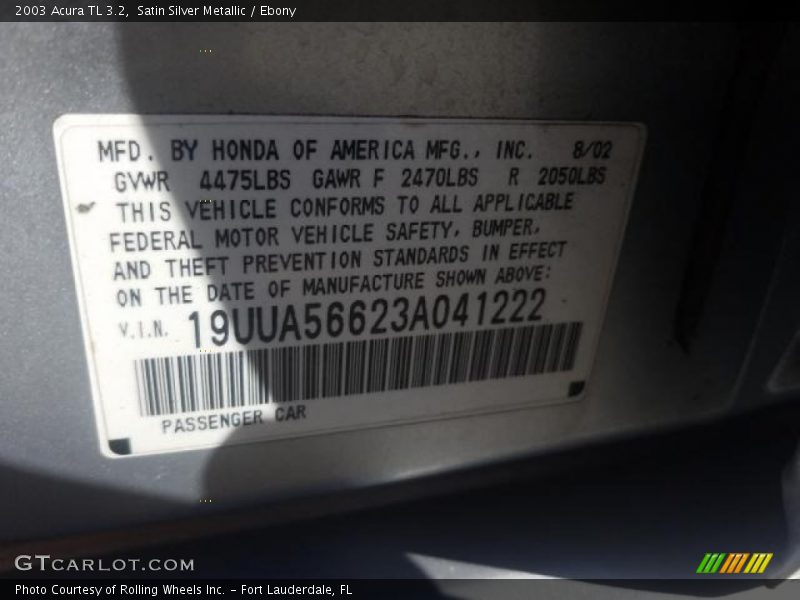 2003 Acura TL 3.2, Satin Silver Metallic / Ebony
MFD. BY HONDA OF AMERICA MFG., INC. 8/02
GVWR 4475LBS GAWR F 2470LBS R 2050LBS
THIS VEHICLE CONFORMS TO ALL APPLICABLE
FEDERAL MOTOR VEHICLE SAFETY, BUMPER,
AND THEFT PREVENTION STANDARDS IN EFFECT
ON THE DATE OF MANUFACTURE SHOWN ABOVE:
V.I.N. 19UUA56623A041222
PASSENGER CAR
GTCARLOT.COM
Photo Courtesy of Rolling Wheels Inc. – Fort Lauderdale, FL